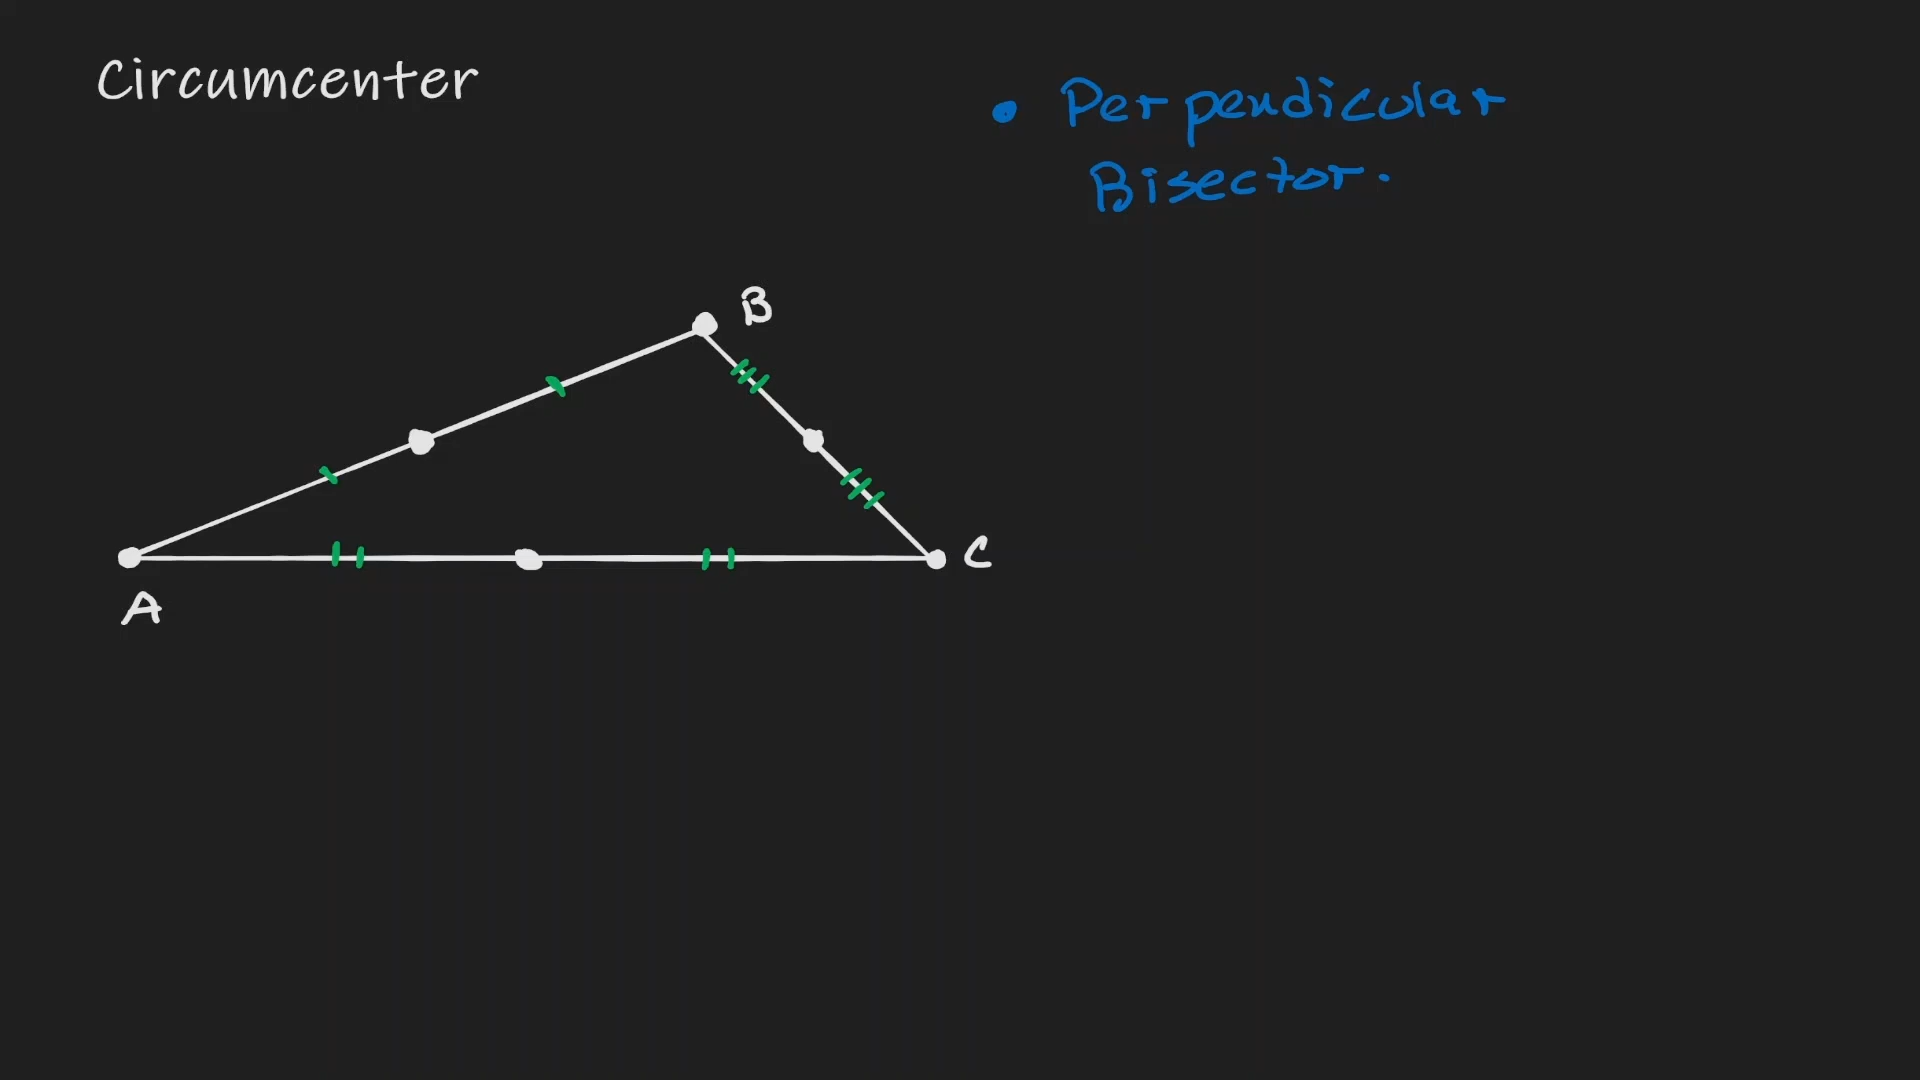 Circumcenter
• Perpendicular
Bisector.
B
C
A